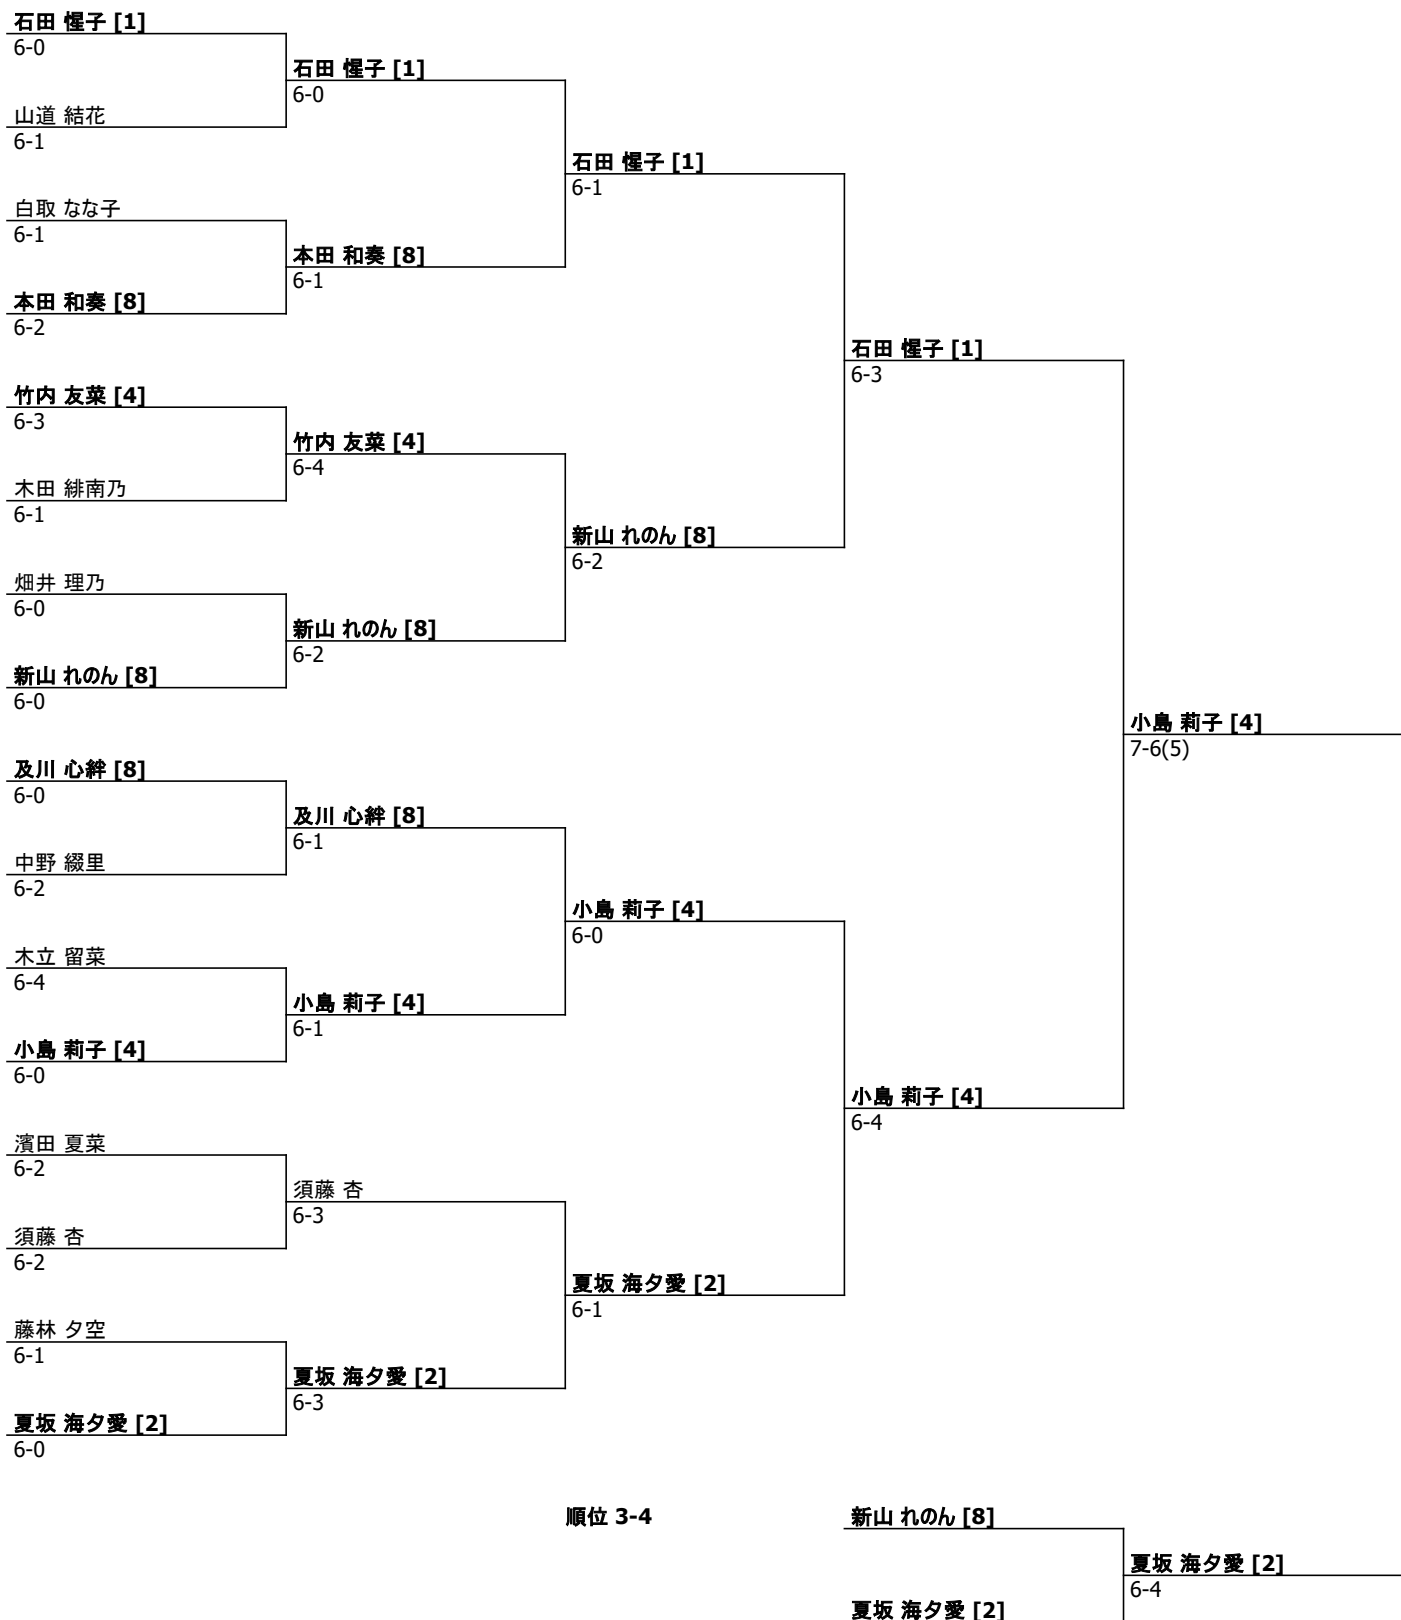 石田 惺子 [1]
6-0
石田 惺子 [1]
6-0
山道 結花
6-1
石田 惺子 [1]
6-1
白取 なな子
6-1
本田 和奏 [8]
6-1
本田 和奏 [8]
6-2
石田 惺子 [1]
6-3
竹内 友菜 [4]
6-3
竹内 友菜 [4]
6-4
木田 緋南乃
6-1
新山 れのん [8]
6-2
畑井 理乃
6-0
新山 れのん [8]
6-2
新山 れのん [8]
6-0
小島 莉子 [4]
7-6(5)
及川 心絆 [8]
6-0
及川 心絆 [8]
6-1
中野 綴里
6-2
小島 莉子 [4]
6-0
木立 留菜
6-4
小島 莉子 [4]
6-1
小島 莉子 [4]
6-0
小島 莉子 [4]
6-4
濱田 夏菜
6-2
須藤 杏
6-3
須藤 杏
6-2
夏坂 海夕愛 [2]
6-1
藤林 夕空
6-1
夏坂 海夕愛 [2]
6-3
夏坂 海夕愛 [2]
6-0
順位 3-4
新山 れのん [8]
夏坂 海夕愛 [2]
6-4
夏坂 海夕愛 [2]